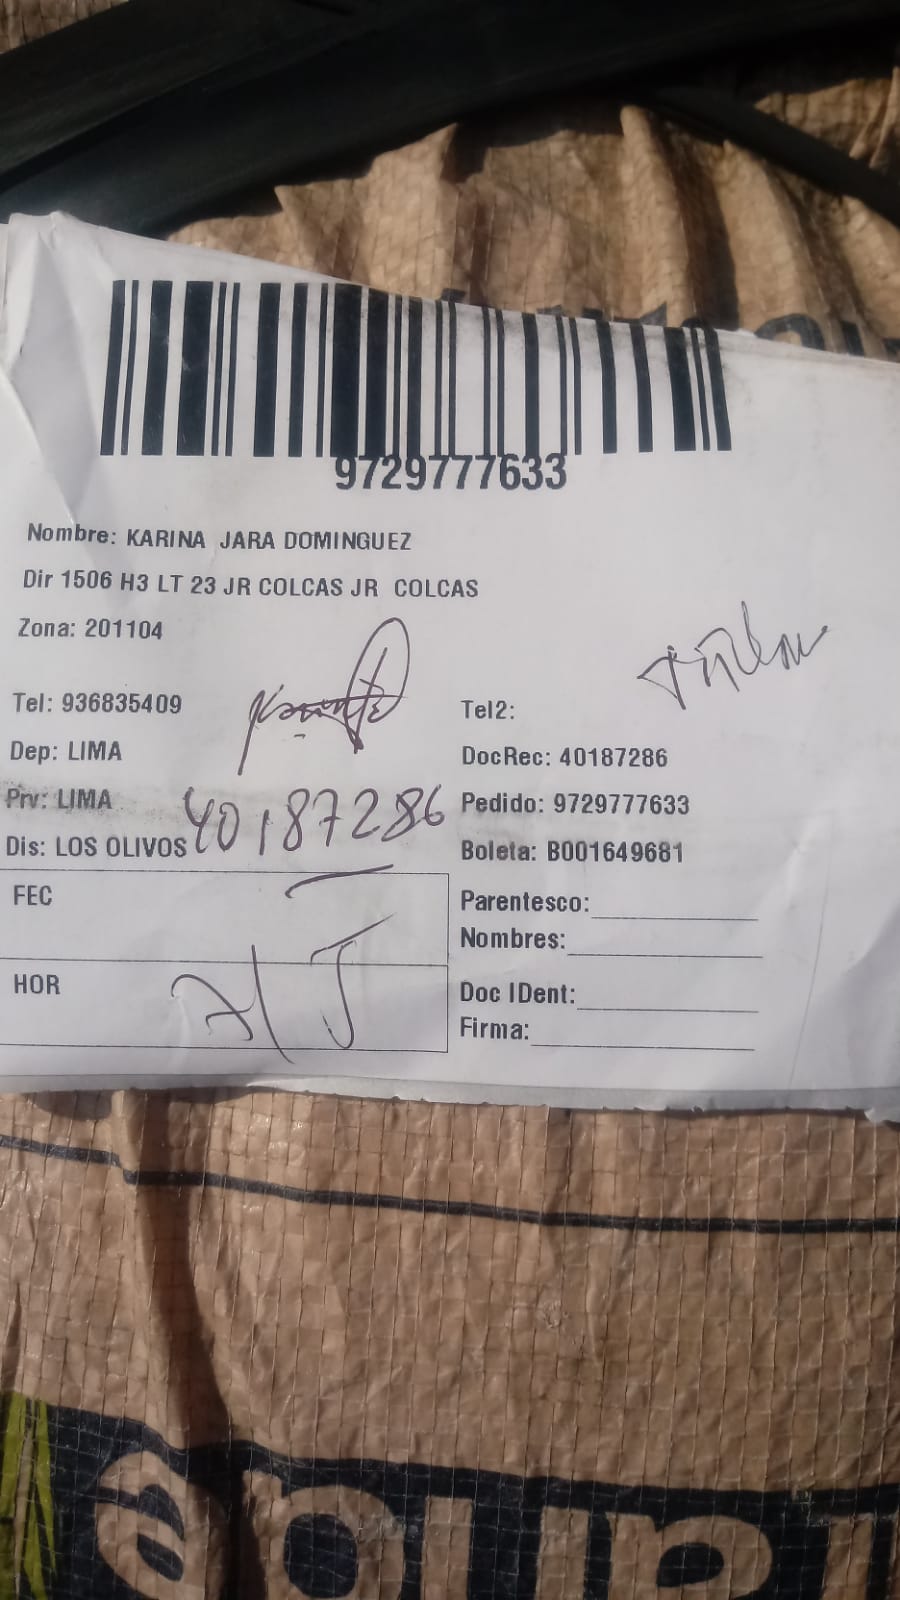 9729777633
Nombre: KARINA JARA DOMINGUEZ
Dir 1506 H3 LT 23 JR COLCAS JR COLCAS
Zona: 201104
Tel: 936835409
Tel2:
Dep: LIMA
DocRec: 40187286
Prv: LIMA
40187286
Pedido: 9729777633
Dis: LOS OLIVOS
Boleta: B001649681
FEC
Parentesco:
Nombres:
HOR
Doc IDent:
Firma: